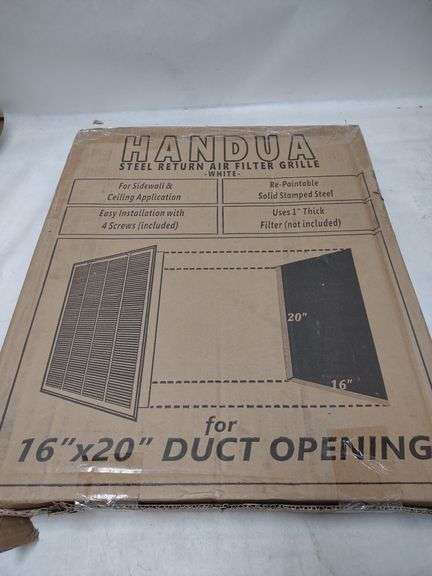 HANDUA
STEEL RETURN AIR FILTER GRILLE
-WHITE-
For Sidewall &
Ceiling Application
Re-Paintable
Solid Stamped Steel
Easy Installation with
4 Screws (included)
Uses 1" Thick
Filter (not included)
20"
16"
for
16"x20" DUCT OPENING